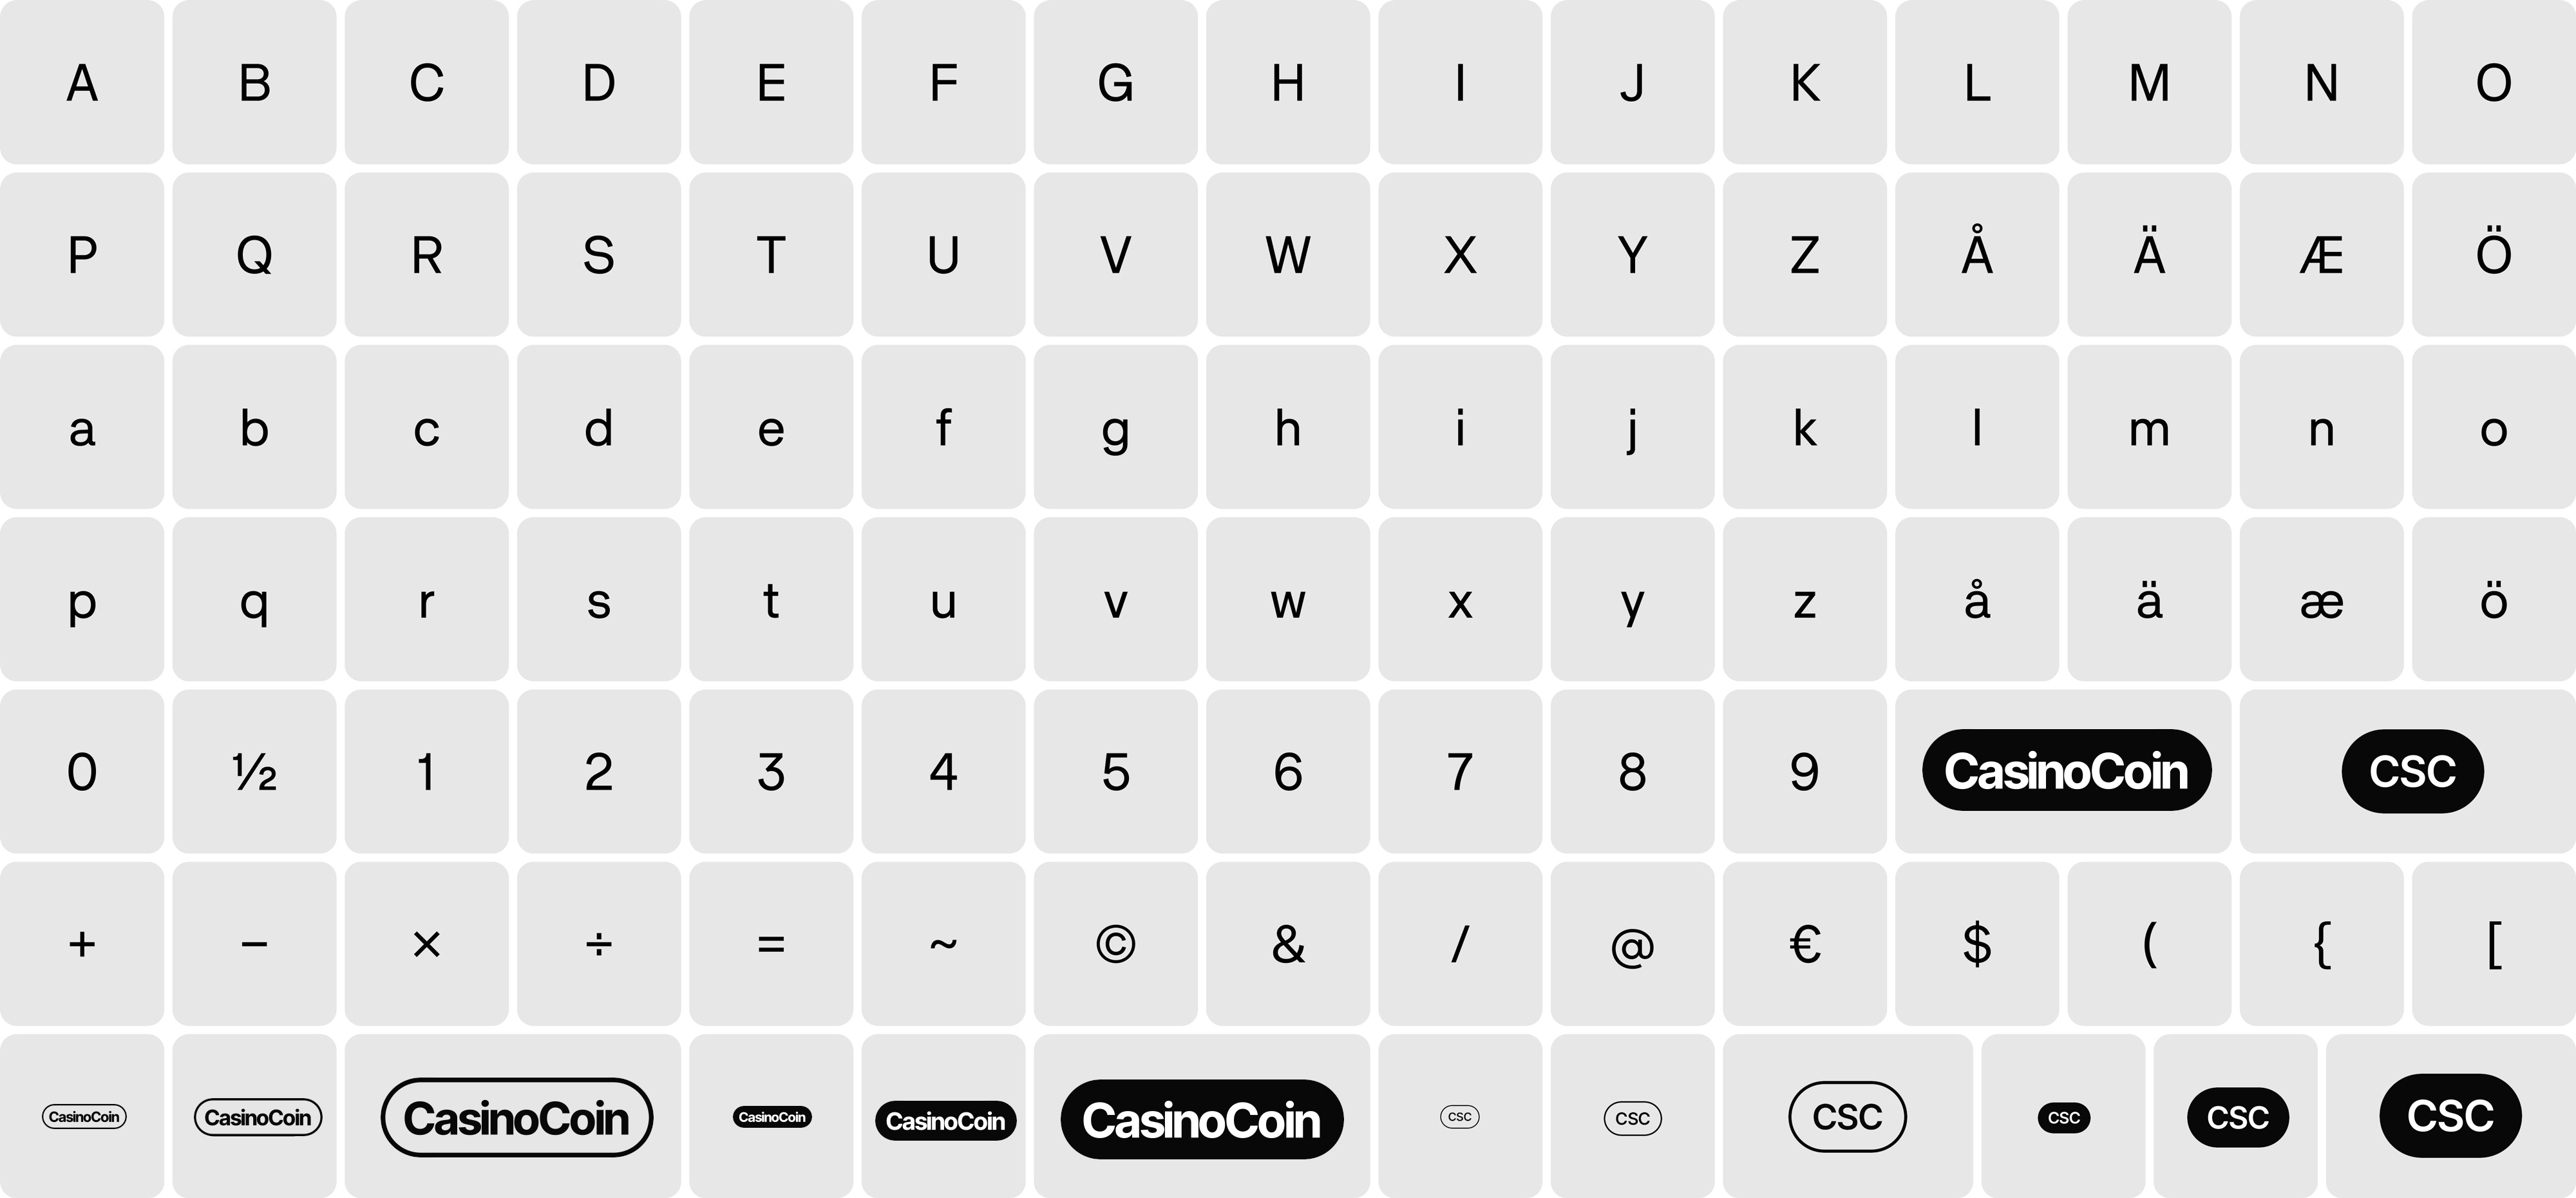 A B C D E F G H I J K L M N O
P Q R S T U V W X Y Z Å Ä Æ Ö
a b c d e f g h i j k l m n o
p q r s t u v w x y z å ä æ ö
0 ½ 1 2 3 4 5 6 7 8 9 CasinoCoin CSC
+ − × ÷ = ~ © & / @ € $ ( { [
CasinoCoin CasinoCoin CasinoCoin CasinoCoin CasinoCoin CasinoCoin CSC CSC CSC CSC CSC CSC